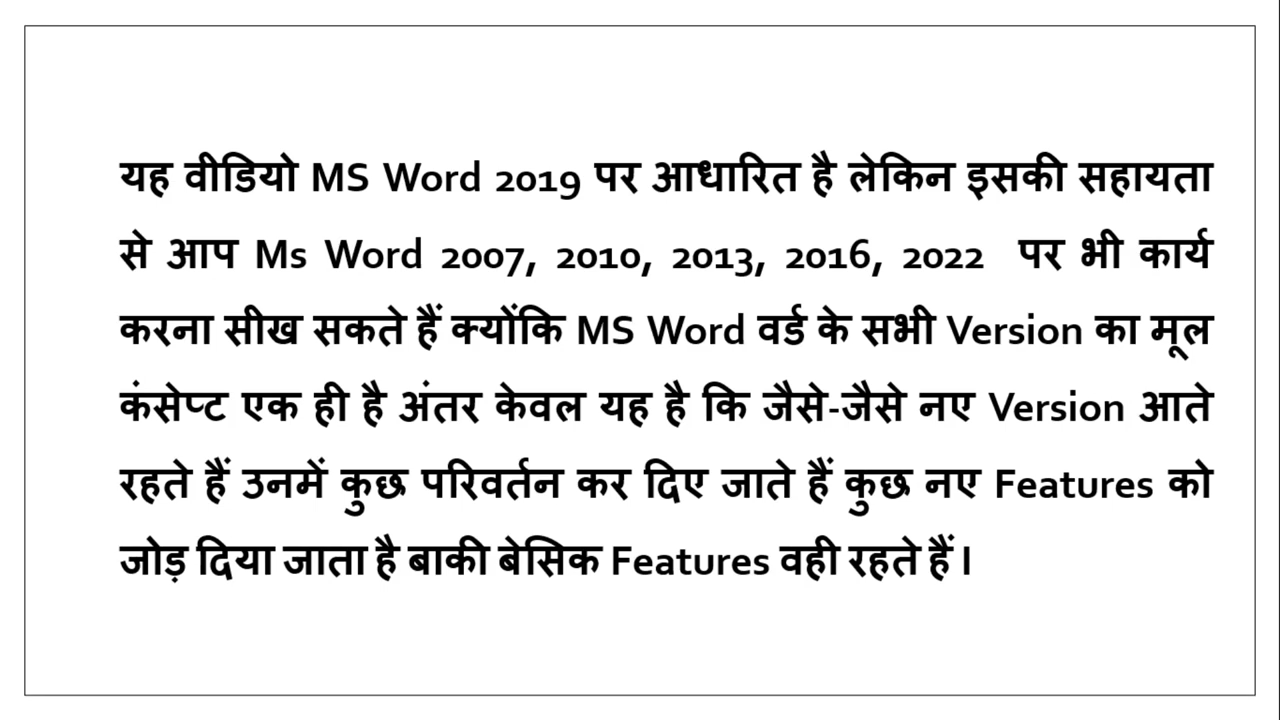 यह वीडियो MS Word 2019 पर आधारित है लेकिन इसकी सहायता
से आप Ms Word 2007, 2010, 2013, 2016, 2022 पर भी कार्य
करना सीख सकते हैं क्योंकि MS Word वर्ड के सभी Version का मूल
कंसेप्ट एक ही है अंतर केवल यह है कि जैसे-जैसे नए Version आते
रहते हैं उनमें कुछ परिवर्तन कर दिए जाते हैं कुछ नए Features को
जोड़ दिया जाता है बाकी बेसिक Features वही रहते हैं।